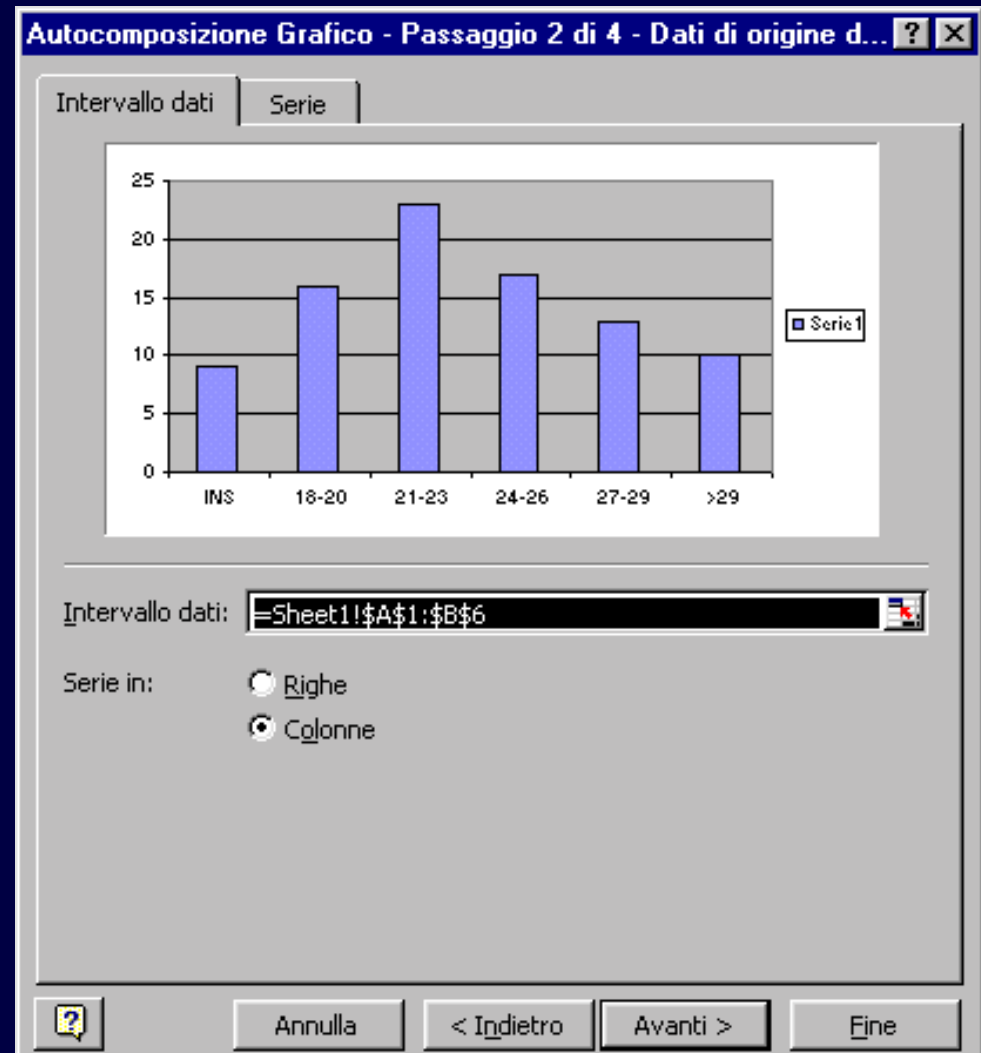 Autocomposizione Grafico - Passaggio 2 di 4 - Dati di origine d... ? ×
Intervallo dati Serie
25
20
15
10
5
0
INS 18-20 21-23 24-26 27-29 >29
Serie1
Intervallo dati: =Sheet1!$A$1:$B$6
Serie in: Righe
Colonne
? Annulla < Indietro Avanti > Fine